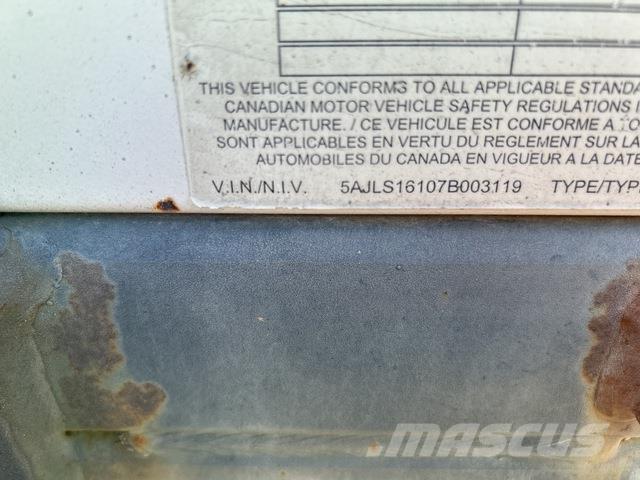 THIS VEHICLE CONFORMS TO ALL APPLICABLE
CANADIAN MOTOR VEHICLE SAFETY REGULATIONS
MANUFACTURE. / CE VEHICULE EST CONFORME A
SONT APPLICABLES EN VERTU DU REGLEMENT SUR LA
AUTOMOBILES DU CANADA EN VIGUEUR A LA DATE
V.I.N./N.I.V. 5AJLS16107B003119 TYPE/TYP
MASCUS